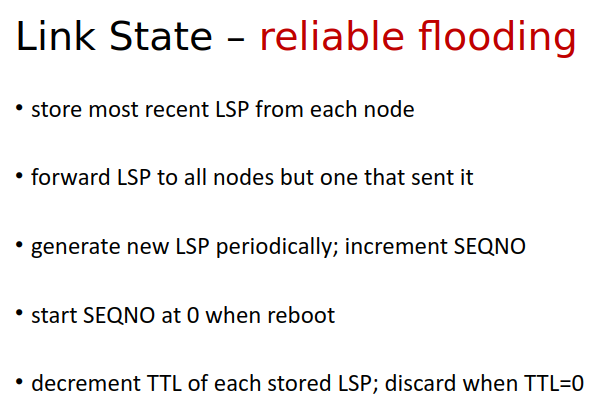 Link State – reliable flooding
• store most recent LSP from each node
• forward LSP to all nodes but one that sent it
• generate new LSP periodically; increment SEQNO
• start SEQNO at 0 when reboot
• decrement TTL of each stored LSP; discard when TTL=0